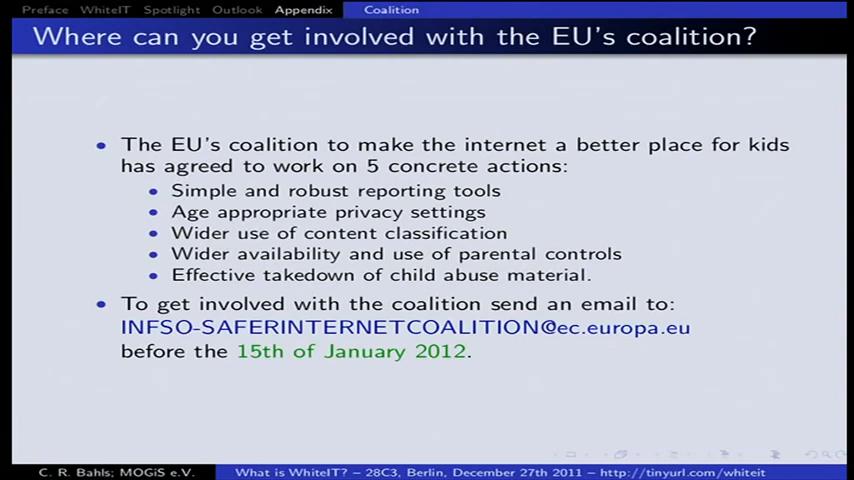 Preface WhiteIT Spotlight Outlook Appendix Coalition
Where can you get involved with the EU's coalition?
• The EU's coalition to make the internet a better place for kids
has agreed to work on 5 concrete actions:
• Simple and robust reporting tools
• Age appropriate privacy settings
• Wider use of content classification
• Wider availability and use of parental controls
• Effective takedown of child abuse material.
• To get involved with the coalition send an email to:
INFSO-SAFERINTERNETCOALITION@ec.europa.eu
before the 15th of January 2012.
C. R. Bahls; MOGiS e.V. What is WhiteIT? – 28C3, Berlin, December 27th 2011 – http://tinyurl.com/whiteit